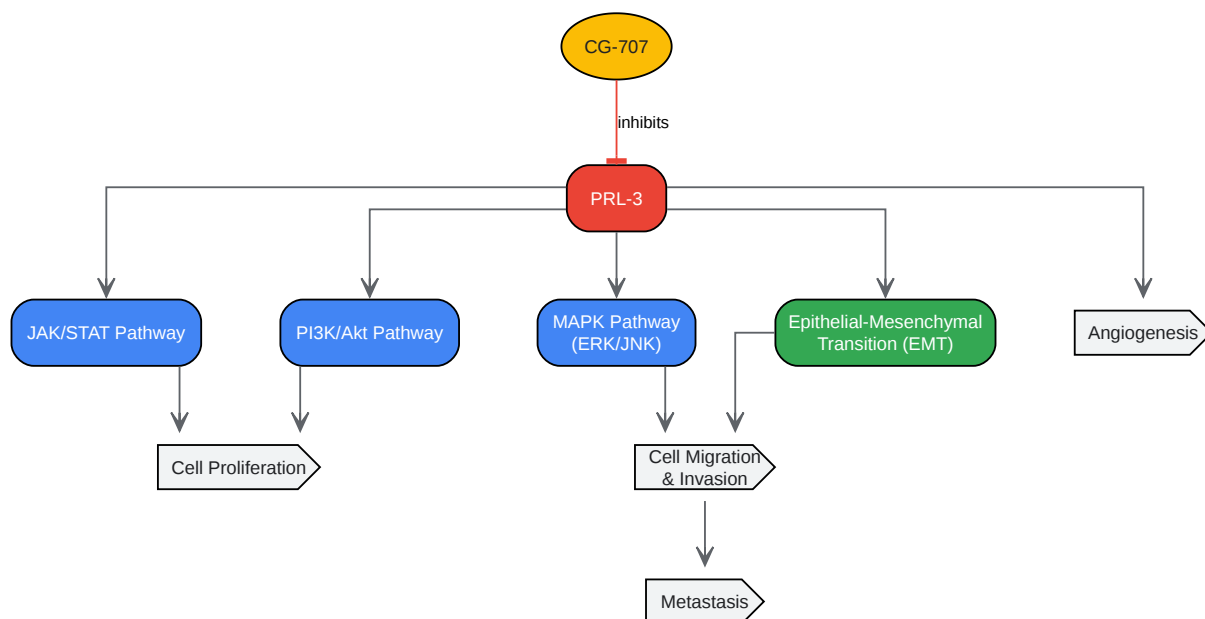 CG-707
inhibits
PRL-3
JAK/STAT Pathway
PI3K/Akt Pathway
MAPK Pathway
(ERK/JNK)
Epithelial-Mesenchymal
Transition (EMT)
Angiogenesis
Cell Proliferation
Cell Migration
& Invasion
Metastasis